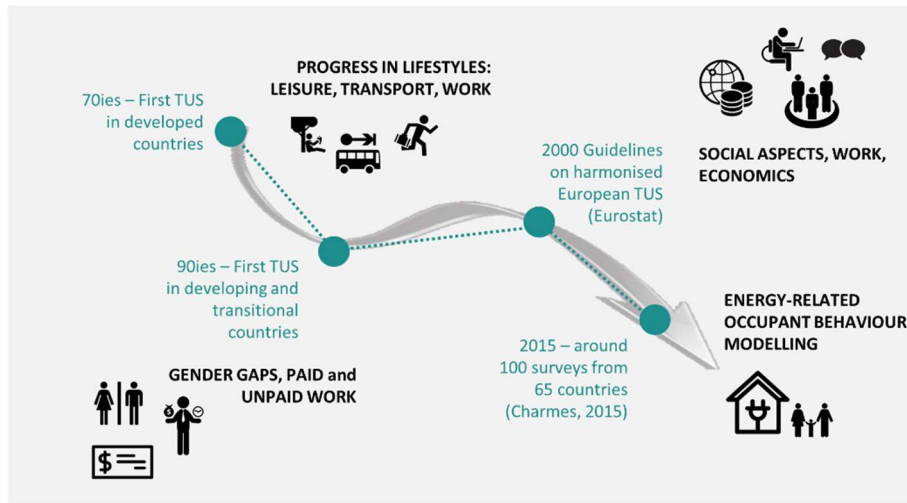 PROGRESS IN LIFESTYLES:
LEISURE, TRANSPORT, WORK
70ies – First TUS
in developed
countries
2000 Guidelines
on harmonised
European TUS
(Eurostat)
SOCIAL ASPECTS, WORK,
ECONOMICS
90ies – First TUS
in developing and
transitional
countries
ENERGY-RELATED
OCCUPANT BEHAVIOUR
MODELLING
2015 – around
100 surveys from
65 countries
(Charmes, 2015)
GENDER GAPS, PAID and
UNPAID WORK
$